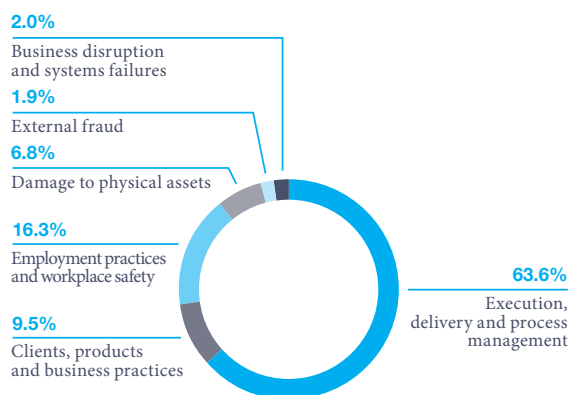 2.0%
Business disruption
and systems failures
1.9%
External fraud
6.8%
Damage to physical assets
16.3%
Employment practices
and workplace safety
9.5%
Clients, products
and business practices
63.6%
Execution,
delivery and process
management